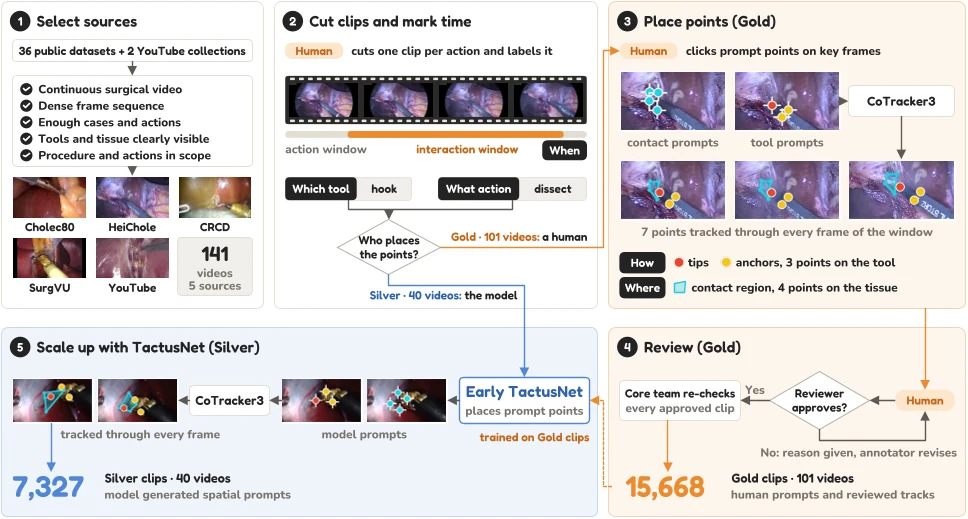 1 Select sources
36 public datasets + 2 YouTube collections
Continuous surgical video
Dense frame sequence
Enough cases and actions
Tools and tissue clearly visible
Procedure and actions in scope
Cholec80 HeiChole CRCD
SurgVU YouTube
141
videos
5 sources
2 Cut clips and mark time
Human cuts one clip per action and labels it
action window interaction window When
Which tool hook What action dissect
Who places
the points?
Gold · 101 videos: a human
Silver · 40 videos: the model
3 Place points (Gold)
Human clicks prompt points on key frames
CoTracker3
contact prompts tool prompts
7 points tracked through every frame of the window
How tips anchors, 3 points on the tool
Where contact region, 4 points on the tissue
5 Scale up with TactusNet (Silver)
CoTracker3
Early TactusNet
places prompt points
tracked through every frame model prompts trained on Gold clips
7,327 Silver clips · 40 videos
model generated spatial prompts
4 Review (Gold)
Core team re-checks
every approved clip
Yes
Reviewer
approves?
Human
No: reason given, annotator revises
15,668 Gold clips · 101 videos
human prompts and reviewed tracks